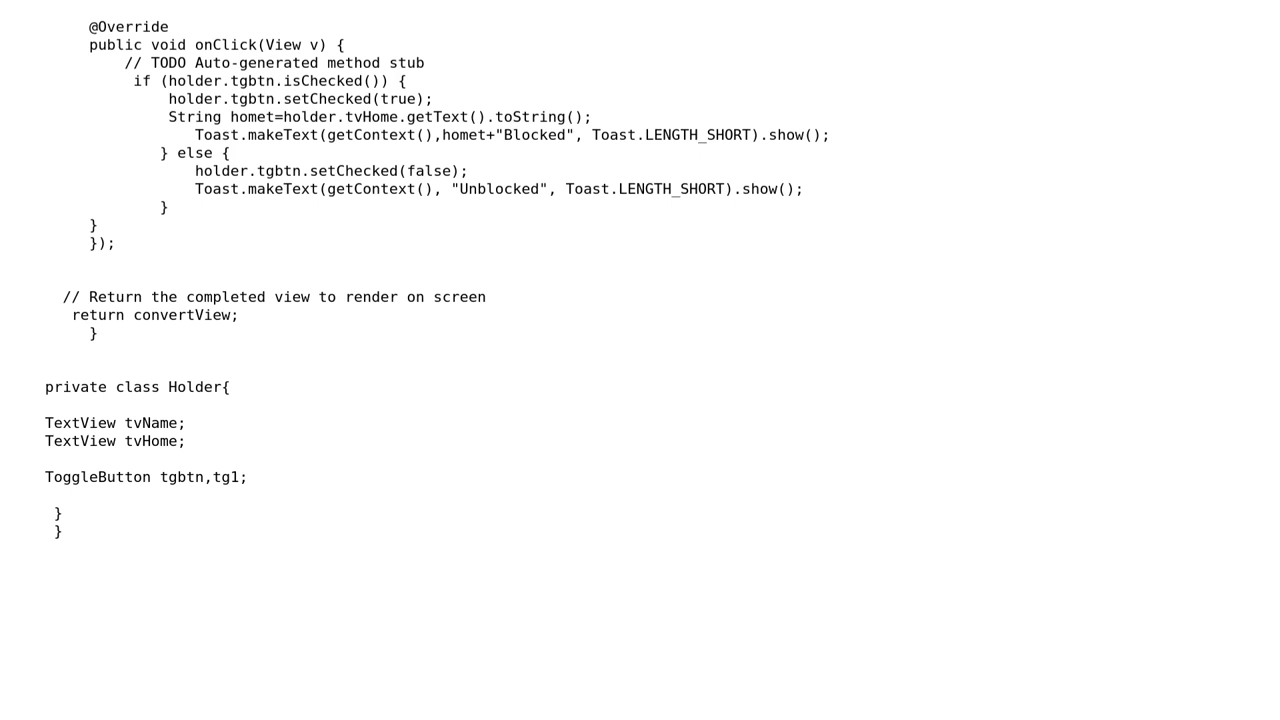 @Override
public void onClick(View v) {
// TODO Auto-generated method stub
if (holder.tgbtn.isChecked()) {
holder.tgbtn.setChecked(true);
String homet=holder.tvHome.getText().toString();
Toast.makeText(getContext(),homet+"Blocked", Toast.LENGTH_SHORT).show();
} else {
holder.tgbtn.setChecked(false);
Toast.makeText(getContext(), "Unblocked", Toast.LENGTH_SHORT).show();
}
}
});
// Return the completed view to render on screen
return convertView;
}
private class Holder{
TextView tvName;
TextView tvHome;
ToggleButton tgbtn,tg1;
}
}